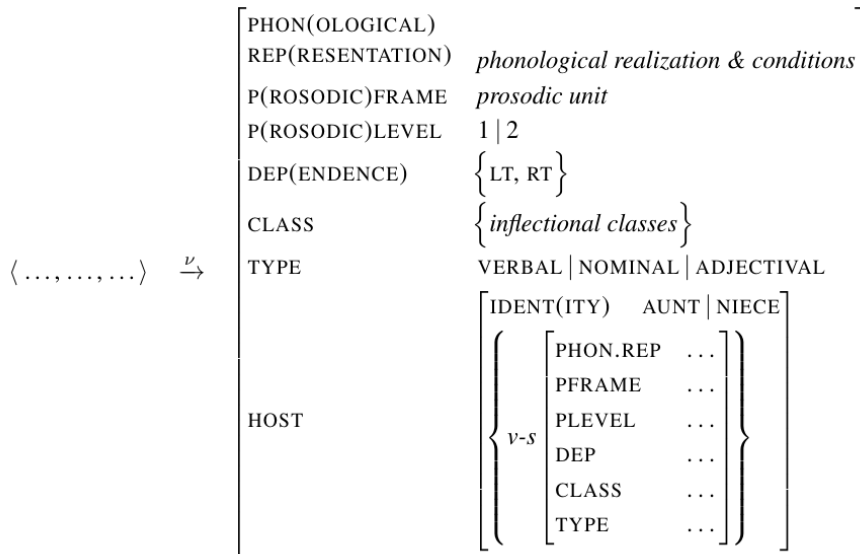 PHON(OLOGICAL)
REP(RESENTATION) phonological realization & conditions
P(ROSODIC)FRAME prosodic unit
P(ROSODIC)LEVEL 1 | 2
DEP(ENDENCE) {LT, RT}
CLASS {inflectional classes}
⟨ …, …, … ⟩ ν→ TYPE VERBAL | NOMINAL | ADJECTIVAL
IDENT(ITY) AUNT | NIECE
PHON.REP ...
PFRAME ...
HOST v-s PLEVEL ...
DEP ...
CLASS ...
TYPE ...